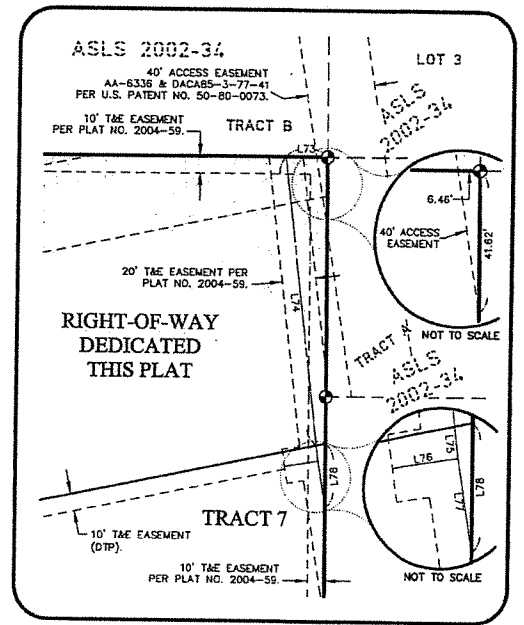 ASLS 2002-34
LOT 3
40' ACCESS EASEMENT
AA-6336 & DACA85-3-77-41
PER U.S. PATENT NO. 50-80-0073.
ASLS
2002-34
10' T&E EASEMENT
PER PLAT NO. 2004-59.
TRACT B
L73
6.46'
40' ACCESS
EASEMENT
41.62'
NOT TO SCALE
20' T&E EASEMENT PER
PLAT NO. 2004-59.
L74
RIGHT-OF-WAY
DEDICATED
THIS PLAT
TRACT A
ASLS
2002-34
L75
L76
L77
L78
L78
NOT TO SCALE
TRACT 7
10' T&E EASEMENT
(DTP).
10' T&E EASEMENT
PER PLAT NO. 2004-59.